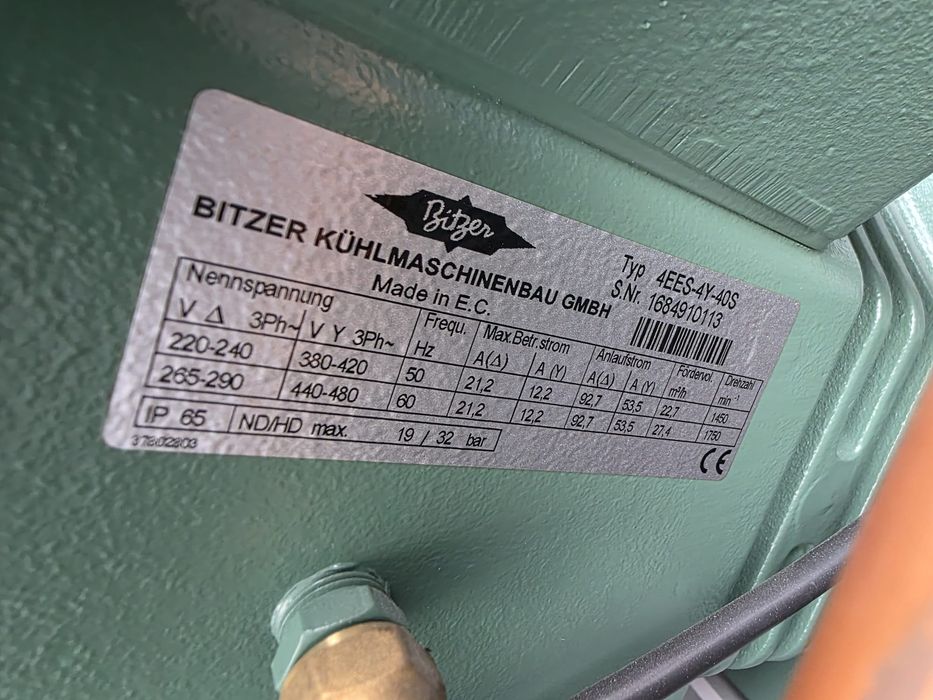 Bitzer
BITZER KÜHLMASCHINENBAU GMBH
Made in E.C.
Typ 4EES-4Y-40S
S.Nr. 1684910113
Nennspannung Frequ. Max.Betr.strom Anlaufstrom Fördervol. Drehzahl
V Δ 3Ph~ V Y 3Ph~ Hz A(Δ) A (Y) A(Δ) A (Y) m³/h min⁻¹
220-240 380-420 50 21,2 12,2 92,7 53,5 22,7 1450
265-290 440-480 60 21,2 12,2 92,7 53,5 27,4 1750
IP 65 ND/HD max. 19 / 32 bar
37802803
CE